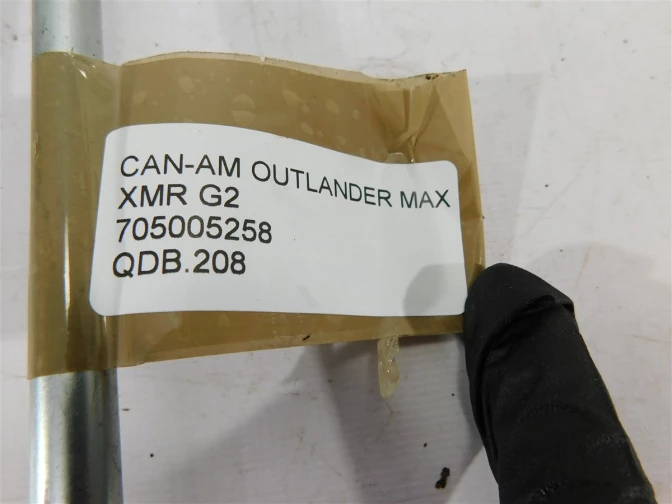 CAN-AM OUTLANDER MAX
XMR G2
705005258
QDB.208